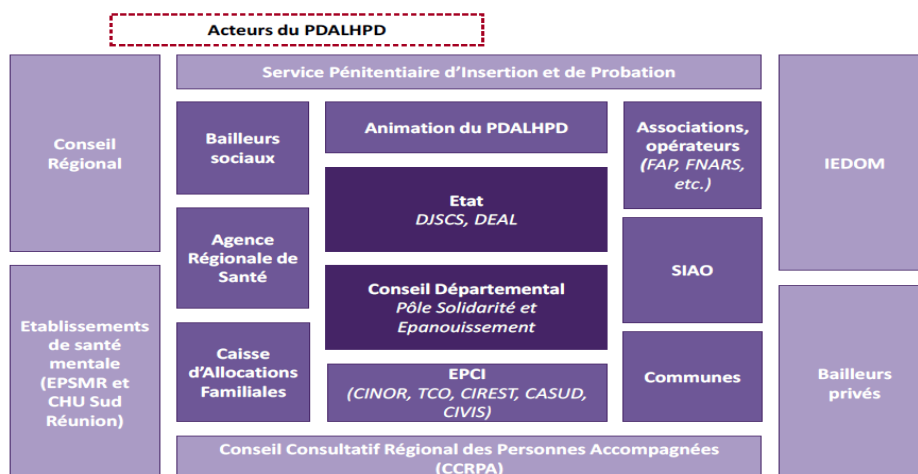 Acteurs du PDALHPD
Conseil
Régional
Service Pénitentiaire d'Insertion et de Probation
Bailleurs
sociaux
Animation du PDALHPD
Associations,
opérateurs
(FAP, FNARS,
etc.)
IEDOM
Etat
DJSCS, DEAL
Agence
Régionale de
Santé
SIAO
Conseil Départemental
Pôle Solidarité et
Epanouissement
Etablissements
de santé
mentale
(EPSMR et
CHU Sud
Réunion)
Caisse
d'Allocations
Familiales
EPCI
(CINOR, TCO, CIREST, CASUD,
CIVIS)
Communes
Bailleurs
privés
Conseil Consultatif Régional des Personnes Accompagnées
(CCRPA)